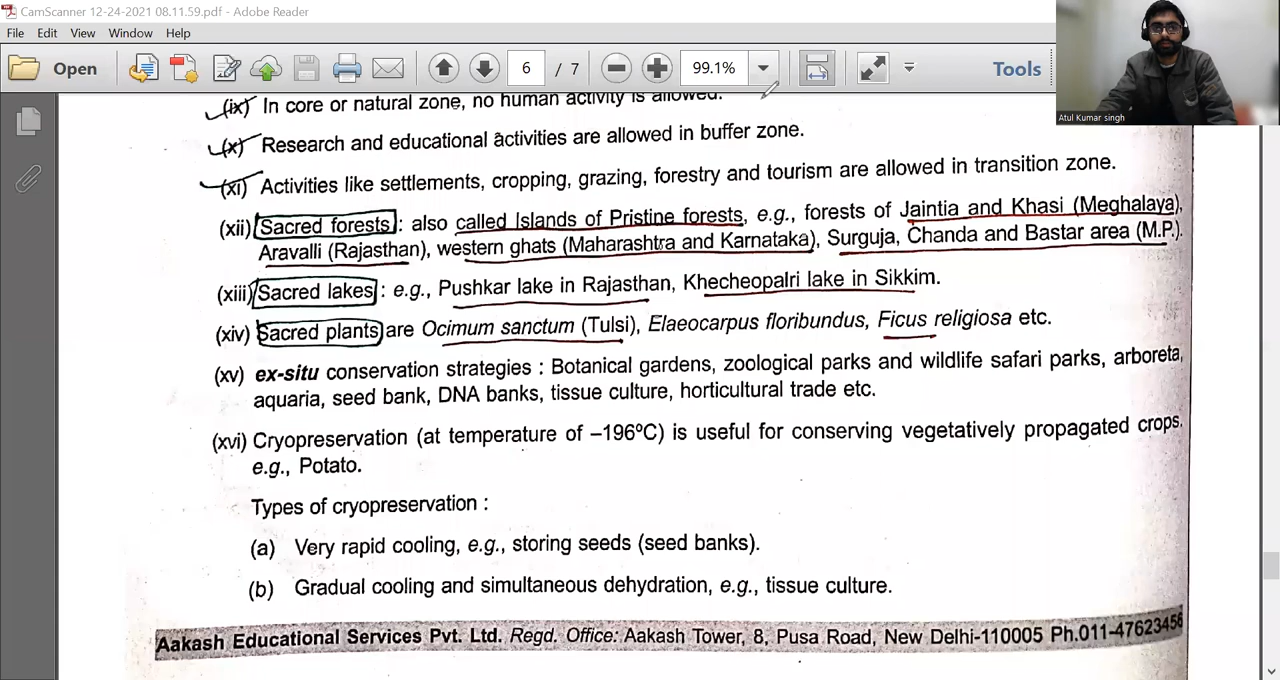 CamScanner 12-24-2021 08.11.59.pdf - Adobe Reader
File Edit View Window Help
Open 6 / 7 99.1% Tools
Atul Kumar singh
(ix) In core or natural zone, no human activity is allowed.
(x) Research and educational activities are allowed in buffer zone.
(xi) Activities like settlements, cropping, grazing, forestry and tourism are allowed in transition zone.
(xii) Sacred forests : also called Islands of Pristine forests, e.g., forests of Jaintia and Khasi (Meghalaya),
Aravalli (Rajasthan), western ghats (Maharashtra and Karnataka), Surguja, Chanda and Bastar area (M.P.).
(xiii) Sacred lakes : e.g., Pushkar lake in Rajasthan, Khecheopalri lake in Sikkim.
(xiv) Sacred plants are Ocimum sanctum (Tulsi), Elaeocarpus floribundus, Ficus religiosa etc.
(xv) ex-situ conservation strategies : Botanical gardens, zoological parks and wildlife safari parks, arboreta,
aquaria, seed bank, DNA banks, tissue culture, horticultural trade etc.
(xvi) Cryopreservation (at temperature of –196ºC) is useful for conserving vegetatively propagated crops.
e.g., Potato.
Types of cryopreservation :
(a) Very rapid cooling, e.g., storing seeds (seed banks).
(b) Gradual cooling and simultaneous dehydration, e.g., tissue culture.
Aakash Educational Services Pvt. Ltd. Regd. Office: Aakash Tower, 8, Pusa Road, New Delhi-110005 Ph.011-47623456